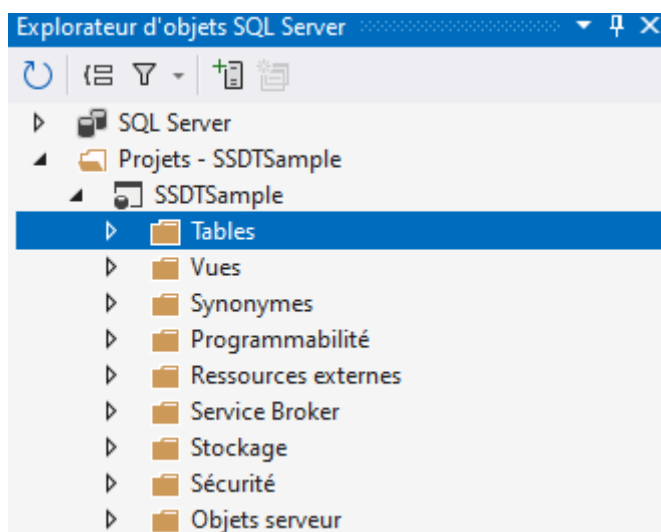 Explorateur d'objets SQL Server
SQL Server
Projets - SSDTSample
SSDTSample
Tables
Vues
Synonymes
Programmabilité
Ressources externes
Service Broker
Stockage
Sécurité
Objets serveur